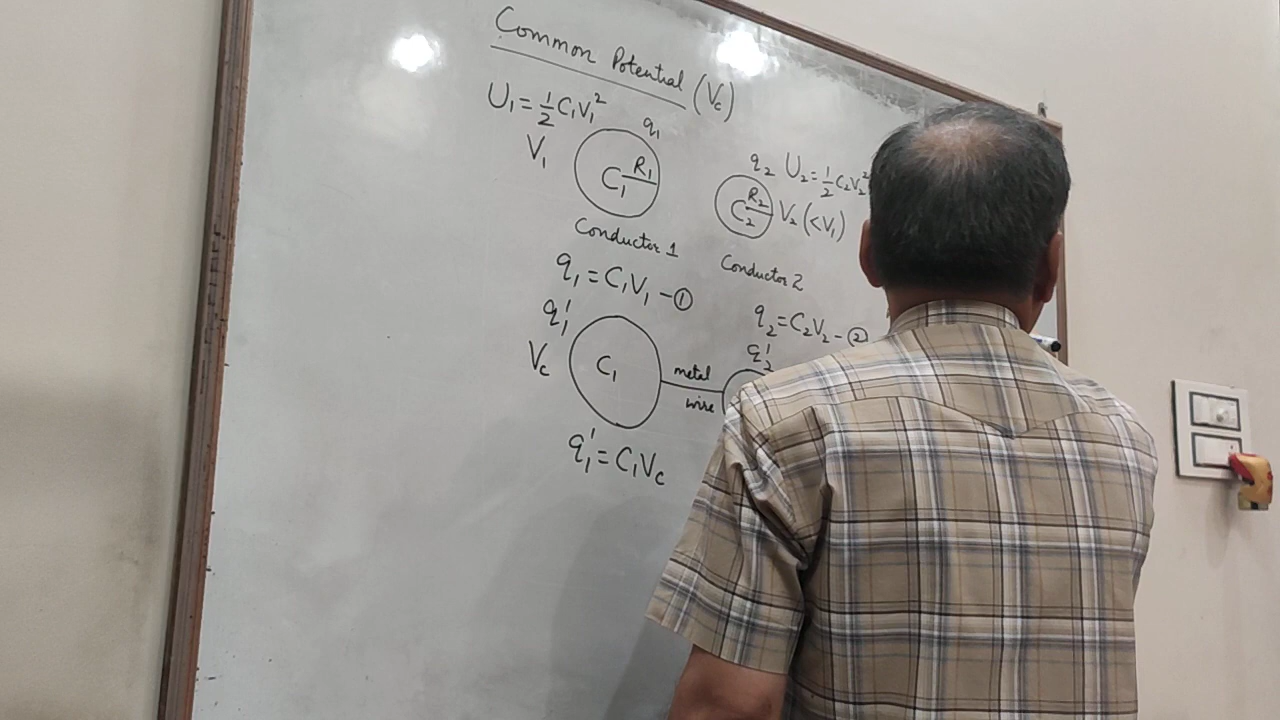 Common Potential (Vc)
U₁ = ½ C₁V₁²
q₁
V₁
C₁ R₁
Conductor 1
q₂ U₂ = ½ C₂V₂²
C₂ R₂ V₂ (<V₁)
Conductor 2
q₁ = C₁V₁ - ①
q₂ = C₂V₂ - ②
q₁'
Vc
C₁
metal
wire
q₂'
q₁' = C₁Vc